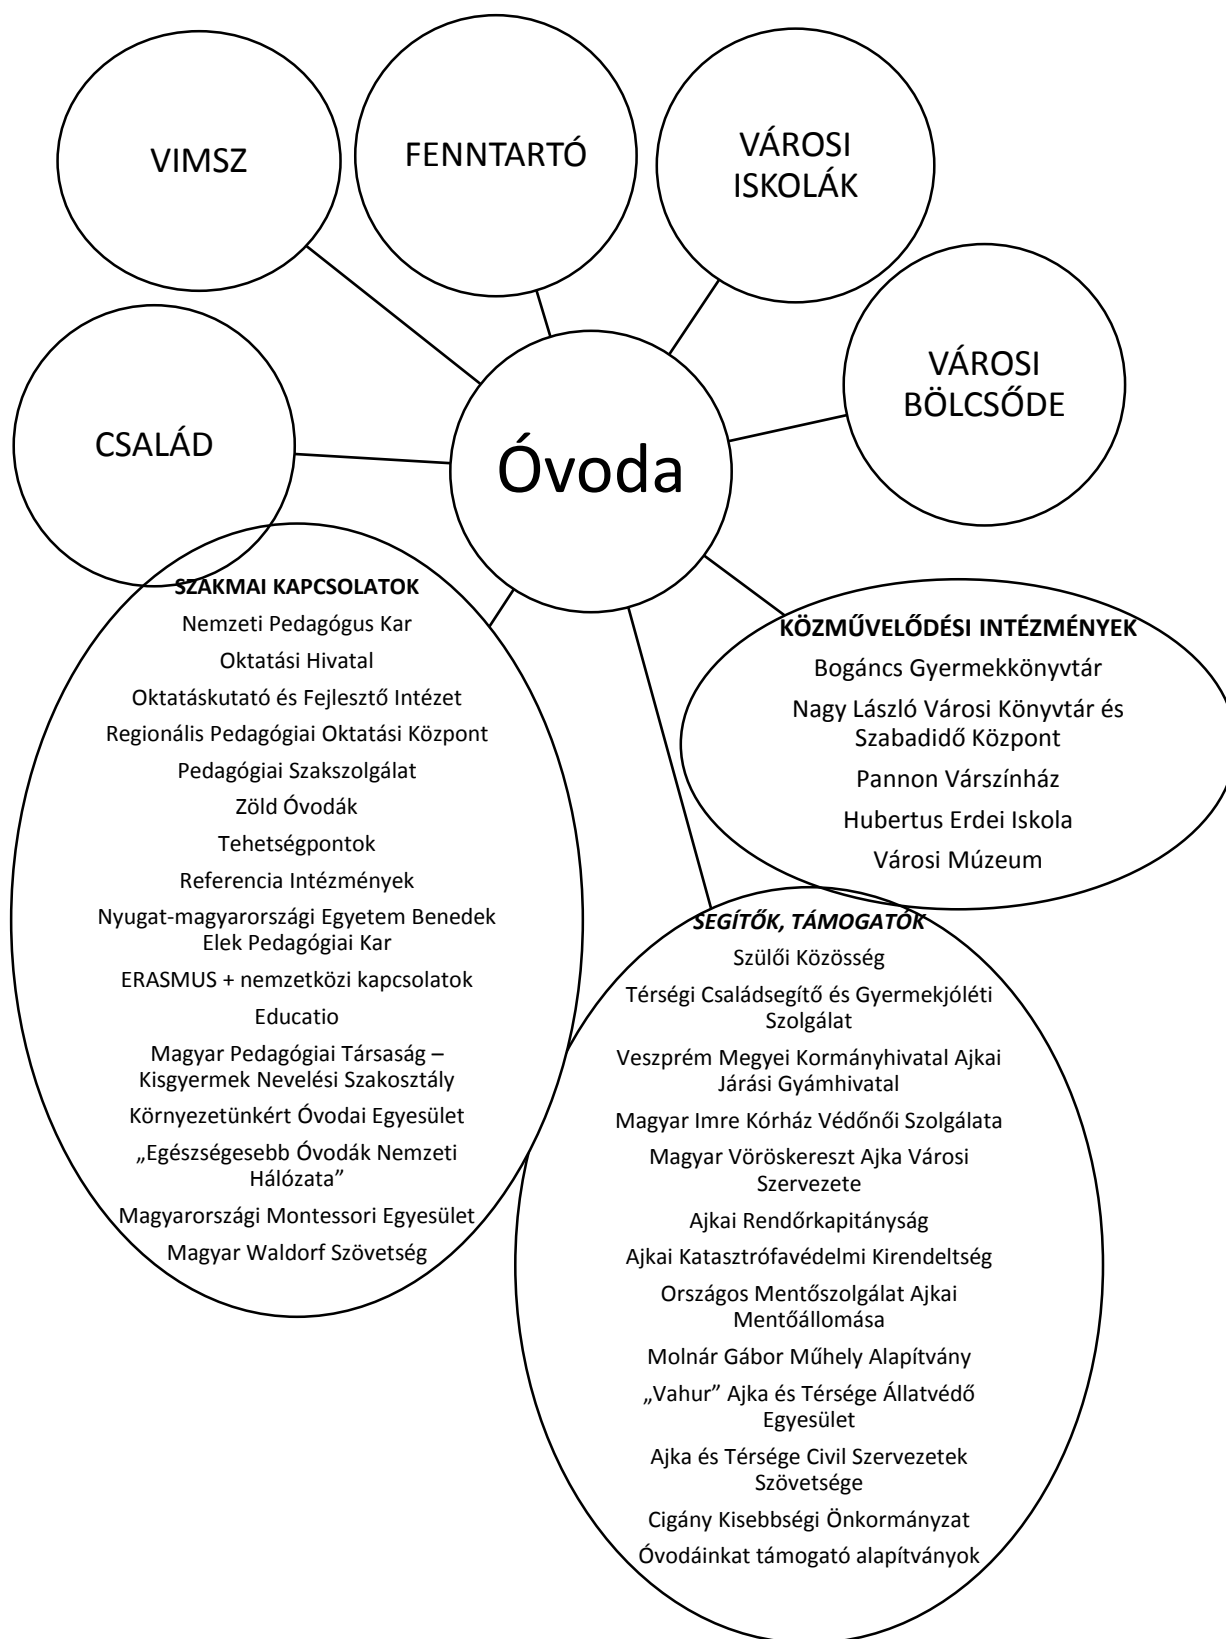 VIMSZ
FENNTARTÓ
VÁROSI
ISKOLÁK
VÁROSI
BÖLCSŐDE
CSALÁD
Óvoda
SZAKMAI KAPCSOLATOK
Nemzeti Pedagógus Kar
Oktatási Hivatal
Oktatáskutató és Fejlesztő Intézet
Regionális Pedagógiai Oktatási Központ
Pedagógiai Szakszolgálat
Zöld Óvodák
Tehetségpontok
Referencia Intézmények
Nyugat-magyarországi Egyetem Benedek
Elek Pedagógiai Kar
ERASMUS + nemzetközi kapcsolatok
Educatio
Magyar Pedagógiai Társaság –
Kisgyermek Nevelési Szakosztály
Környezetünkért Óvodai Egyesület
„Egészségesebb Óvodák Nemzeti
Hálózata”
Magyarországi Montessori Egyesület
Magyar Waldorf Szövetség
KÖZMŰVELŐDÉSI INTÉZMÉNYEK
Bogáncs Gyermekkönyvtár
Nagy László Városi Könyvtár és
Szabadidő Központ
Pannon Várszínház
Hubertus Erdei Iskola
Városi Múzeum
SEGÍTŐK, TÁMOGATÓK
Szülői Közösség
Térségi Családsegítő és Gyermekjóléti
Szolgálat
Veszprém Megyei Kormányhivatal Ajkai
Járási Gyámhivatal
Magyar Imre Kórház Védőnői Szolgálata
Magyar Vöröskereszt Ajka Városi
Szervezete
Ajkai Rendőrkapitányság
Ajkai Katasztrófavédelmi Kirendeltség
Országos Mentőszolgálat Ajkai
Mentőállomása
Molnár Gábor Műhely Alapítvány
„Vahur” Ajka és Térsége Állatvédő
Egyesület
Ajka és Térsége Civil Szervezetek
Szövetsége
Cigány Kisebbségi Önkormányzat
Óvodáinkat támogató alapítványok